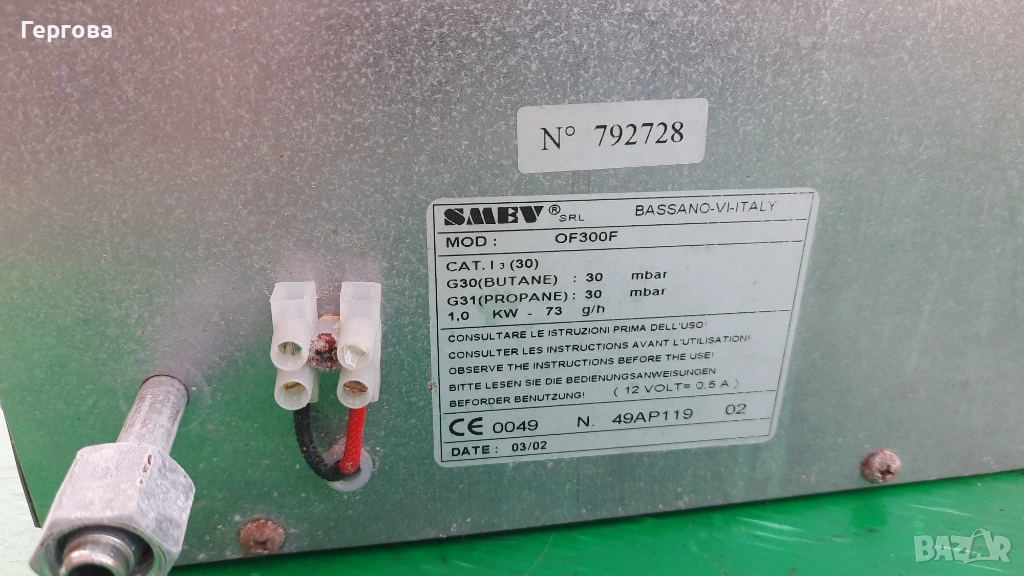 Гергова
N° 792728
SMEV® SRL BASSANO-VI-ITALY
MOD : OF300F
CAT. I 3 (30)
G30(BUTANE) : 30 mbar
G31(PROPANE) : 30 mbar
1,0 KW - 73 g/h
CONSULTARE LE ISTRUZIONI PRIMA DELL'USO!
CONSULTER LES INSTRUCTIONS AVANT L'UTILISATION!
OBSERVE THE INSTRUCTIONS BEFORE THE USE!
BITTE LESEN SIE DIE BEDIENUNGSANWEISUNGEN
BEFORDER BENUTZUNG! ( 12 VOLT= 0,5 A )
CE 0049 N. 49AP119 02
DATE : 03/02
BAZAR